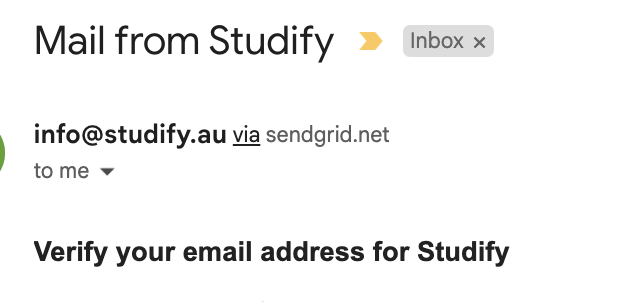 Mail from Studify Inbox ×
info@studify.au via sendgrid.net
to me
Verify your email address for Studify